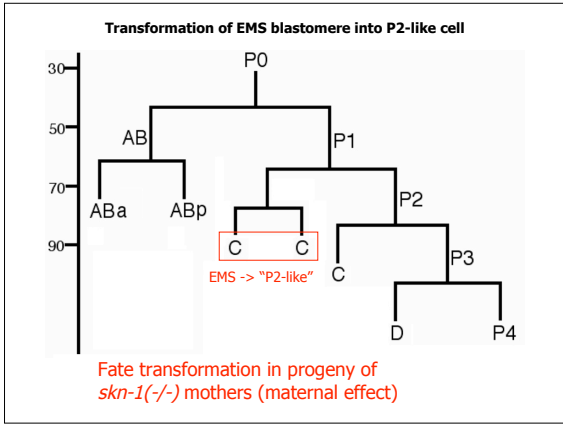 Transformation of EMS blastomere into P2-like cell
30
P0
50
AB
P1
70
P2
ABa
ABp
90
C
C
C
P3
EMS -> “P2-like”
D
P4
Fate transformation in progeny of
skn-1(-/-) mothers (maternal effect)